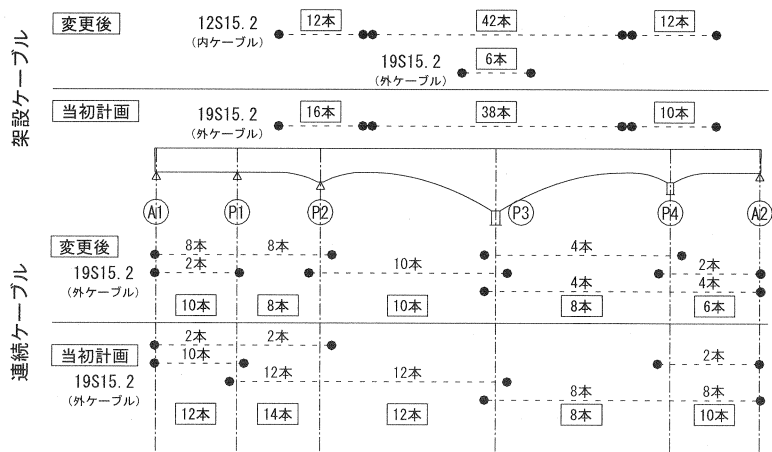 架設ケーブル
変更後
12S15.2
(内ケーブル)
12本
42本
12本
19S15.2
(外ケーブル)
6本
当初計画
19S15.2
(外ケーブル)
16本
38本
10本
A1
P1
P2
P3
P4
A2
連続ケーブル
変更後
8本
8本
4本
19S15.2
(外ケーブル)
2本
10本
2本
4本
4本
10本
8本
10本
8本
6本
2本
2本
当初計画
10本
2本
19S15.2
(外ケーブル)
12本
12本
8本
8本
12本
14本
12本
8本
10本